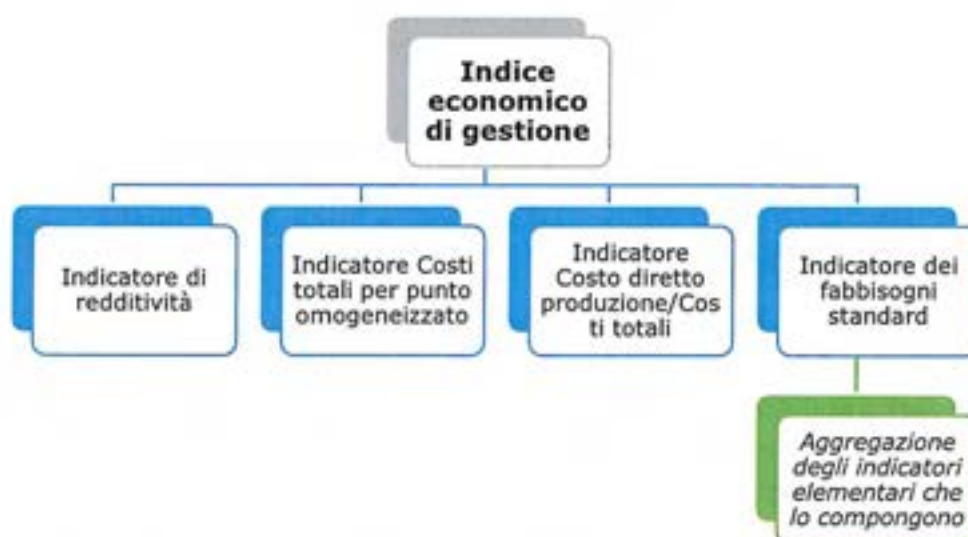 Indice
economico
di gestione
Indicatore di
redditività
Indicatore Costi
totali per punto
omogeneizzato
Indicatore
Costo diretto
produzione/Cos
ti totali
Indicatore dei
fabbisogni
standard
Aggregazione
degli indicatori
elementari che
lo compongono